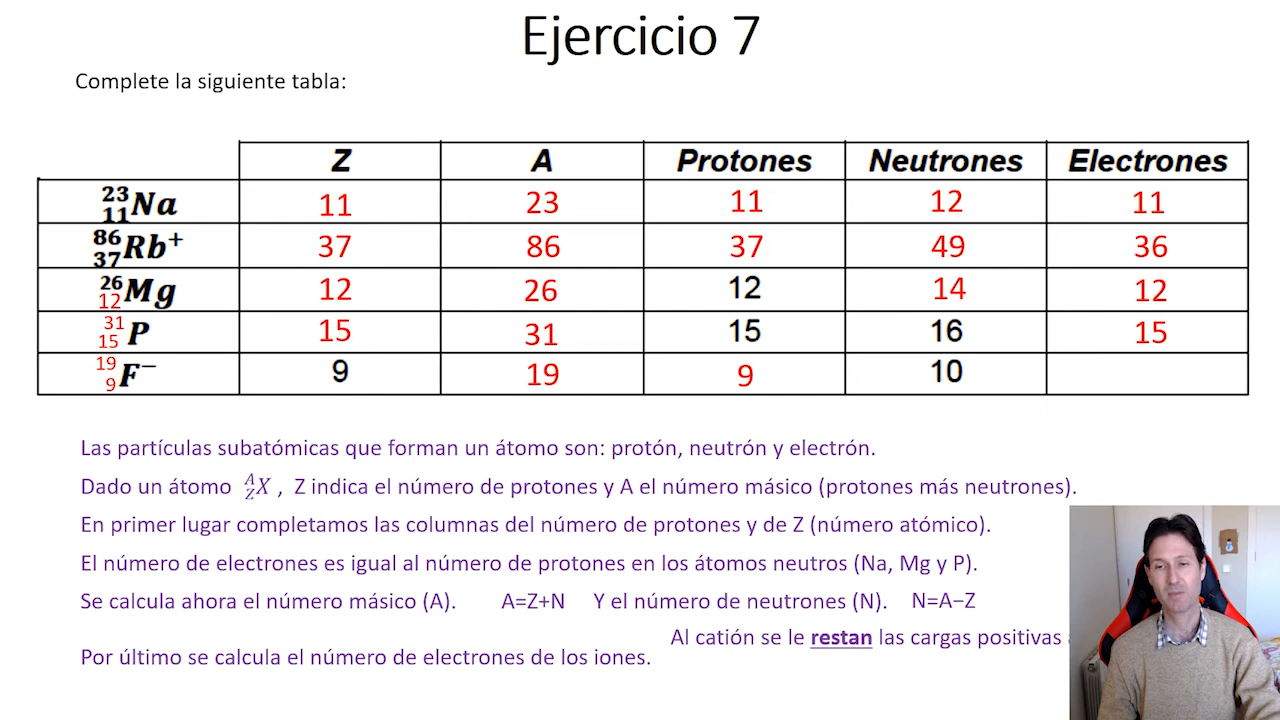 Ejercicio 7
Complete la siguiente tabla:
Z A Protones Neutrones Electrones
²³₁₁Na 11 23 11 12 11
⁸⁶₃₇Rb⁺ 37 86 37 49 36
²⁶₁₂Mg 12 26 12 14 12
³¹₁₅P 15 31 15 16 15
¹⁹₉F⁻ 9 19 9 10
Las partículas subatómicas que forman un átomo son: protón, neutrón y electrón.
Dado un átomo ᴬ_Z X , Z indica el número de protones y A el número másico (protones más neutrones).
En primer lugar completamos las columnas del número de protones y de Z (número atómico).
El número de electrones es igual al número de protones en los átomos neutros (Na, Mg y P).
Se calcula ahora el número másico (A). A=Z+N Y el número de neutrones (N). N=A−Z
Al catión se le restan las cargas positivas
Por último se calcula el número de electrones de los iones.